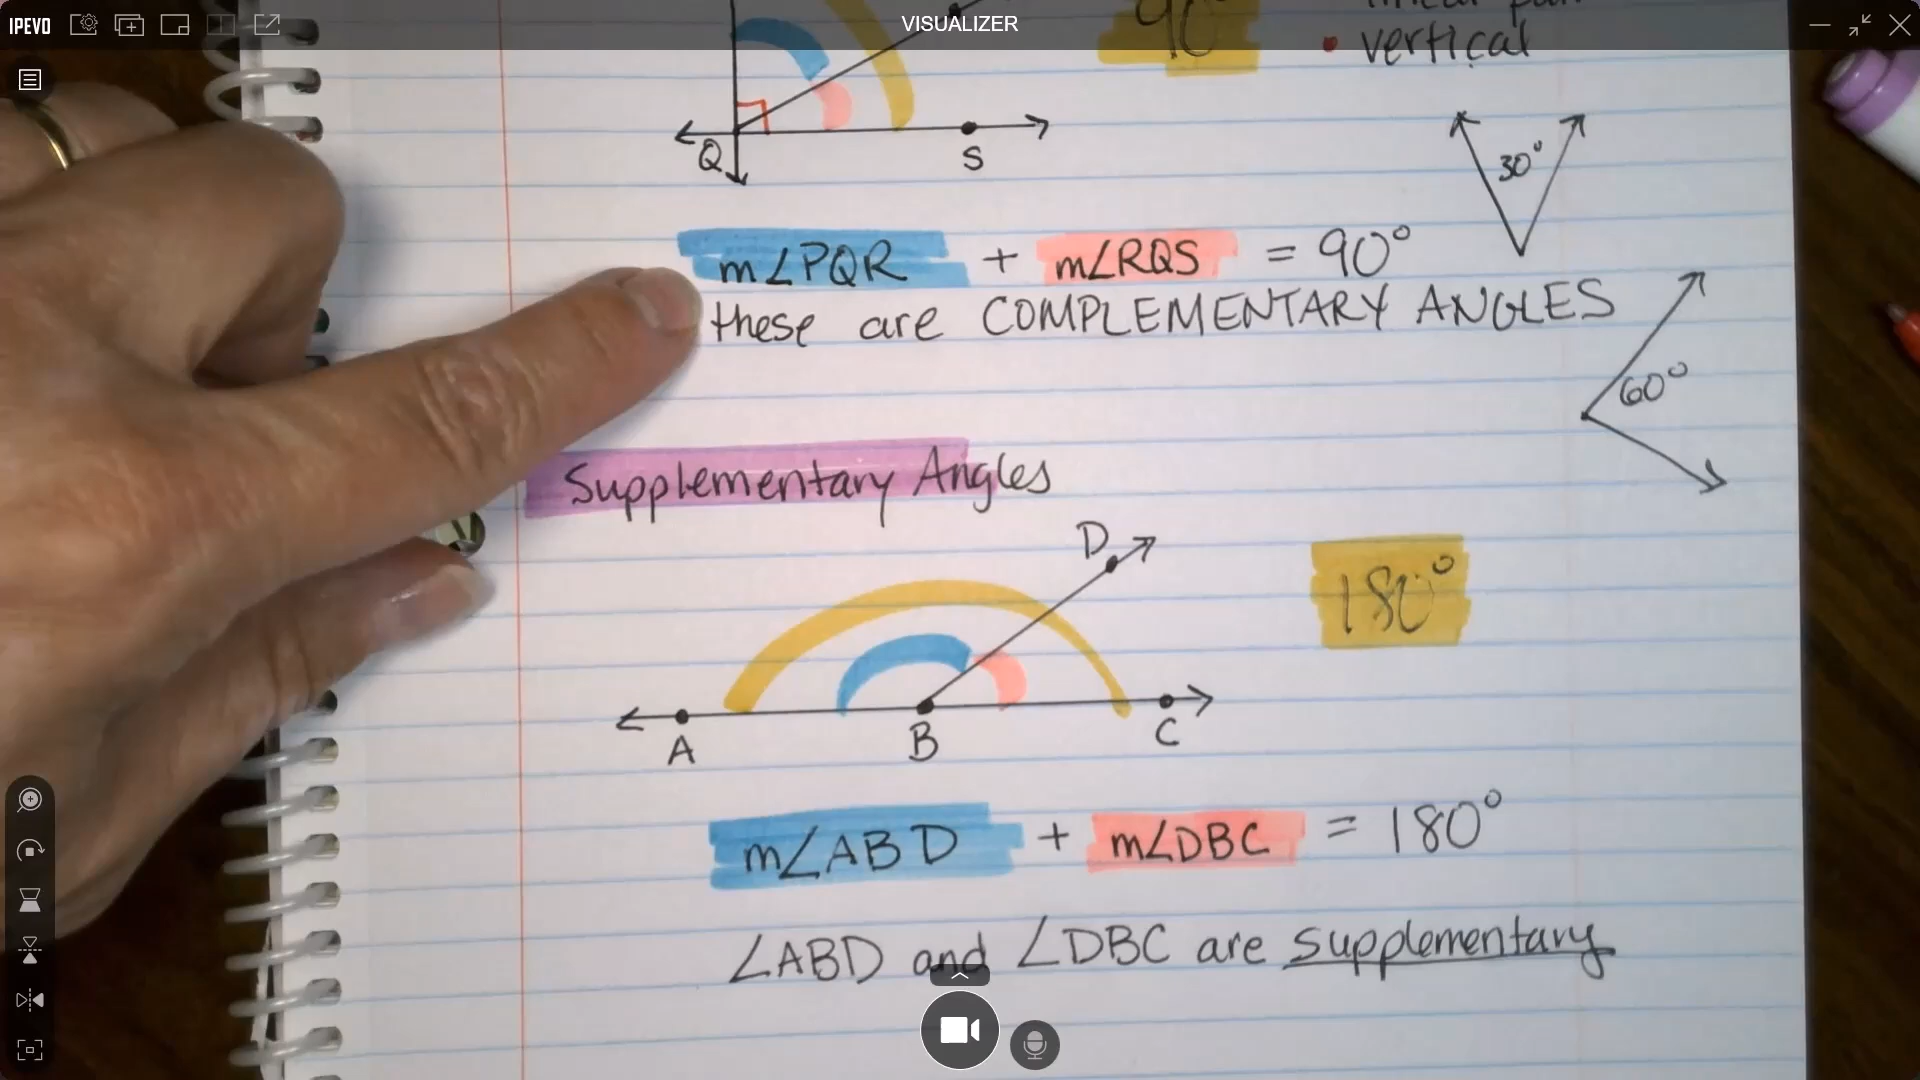 IPEVO
VISUALIZER
90°
• vertical
Q
S
30°
m∠PQR + m∠RQS = 90°
these are COMPLEMENTARY ANGLES
60°
Supplementary Angles
D
180°
A
B
C
m∠ABD + m∠DBC = 180°
∠ABD and ∠DBC are supplementary